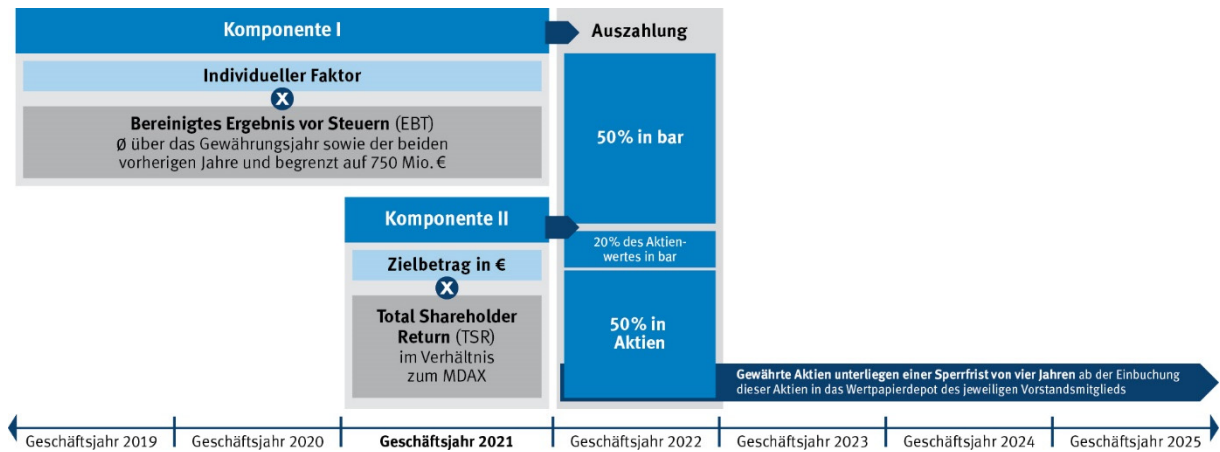 Komponente I
Individueller Faktor
X
Bereinigtes Ergebnis vor Steuern (EBT)
Ø über das Gewährungsjahr sowie der beiden
vorherigen Jahre und begrenzt auf 750 Mio. €
Komponente II
Zielbetrag in €
X
Total Shareholder
Return (TSR)
im Verhältnis
zum MDAX
Auszahlung
50% in bar
20% des Aktien-
wertes in bar
50% in
Aktien
Gewährte Aktien unterliegen einer Sperrfrist von vier Jahren ab der Einbuchung
dieser Aktien in das Wertpapierdepot des jeweiligen Vorstandsmitglieds
Geschäftsjahr 2019
Geschäftsjahr 2020
Geschäftsjahr 2021
Geschäftsjahr 2022
Geschäftsjahr 2023
Geschäftsjahr 2024
Geschäftsjahr 2025